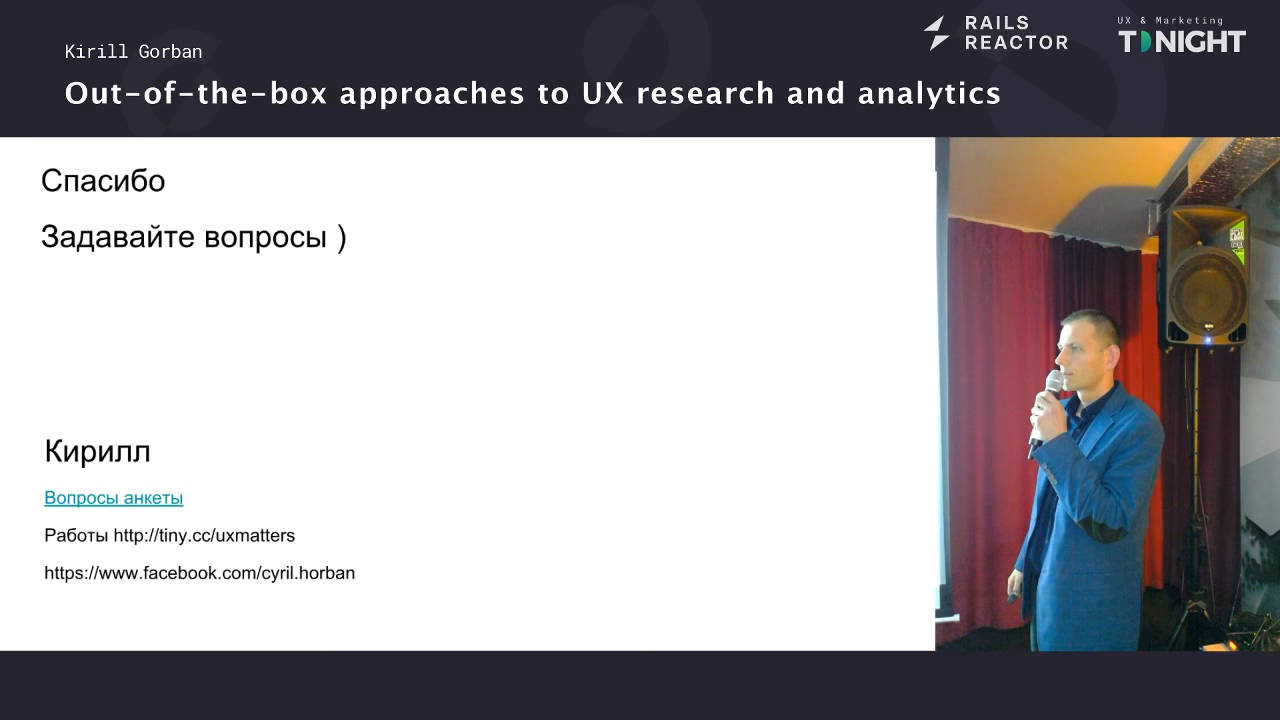 Kirill Gorban
Out-of-the-box approaches to UX research and analytics
RAILS
REACTOR
UX & Marketing
TONIGHT
Спасибо
Задавайте вопросы )
Кирилл
Вопросы анкеты
Работы http://tiny.cc/uxmatters
https://www.facebook.com/cyril.horban